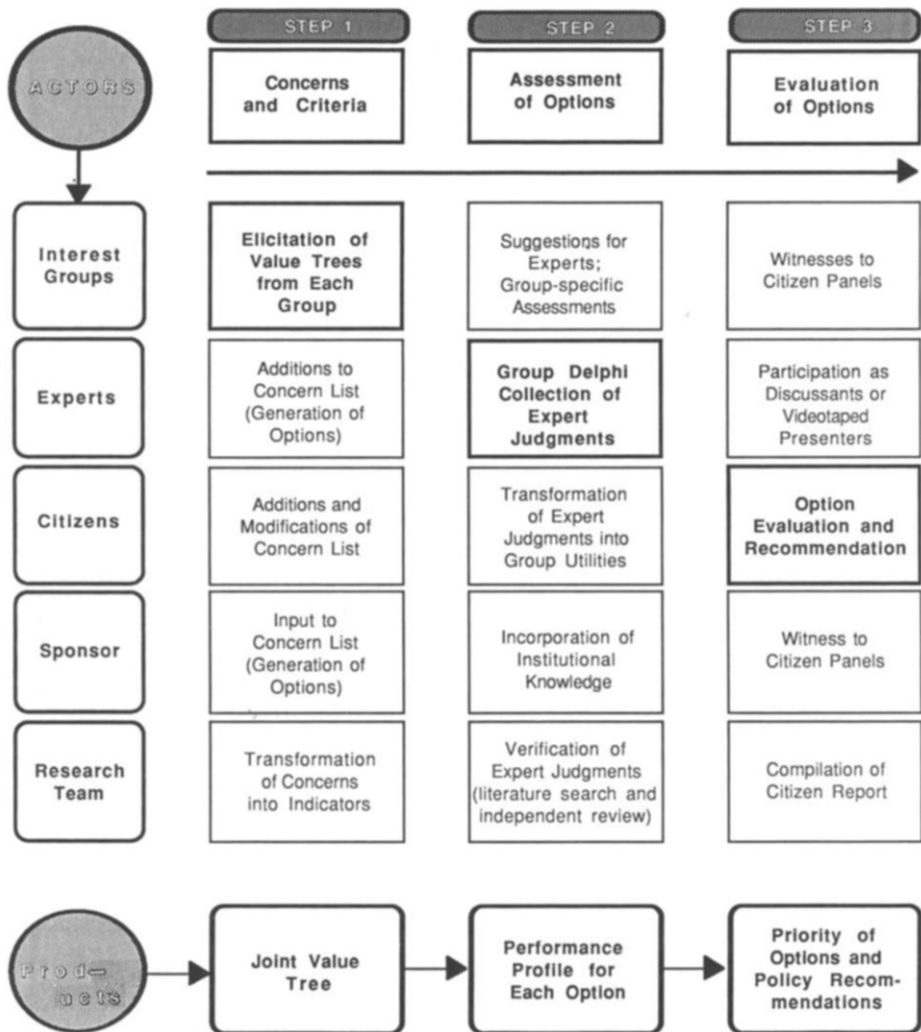 STEP 1
STEP 2
STEP 3
ACTORS
Concerns
and Criteria
Assessment
of Options
Evaluation
of Options
Interest
Groups
Elicitation of
Value Trees
from Each
Group
Suggestions for
Experts;
Group-specific
Assessments
Witnesses to
Citizen Panels
Experts
Additions to
Concern List
(Generation of
Options)
Group Delphi
Collection of
Expert
Judgments
Participation as
Discussants or
Videotaped
Presenters
Citizens
Additions and
Modifications of
Concern List
Transformation
of Expert
Judgments into
Group Utilities
Option
Evaluation and
Recommendation
Sponsor
Input to
Concern List
(Generation of
Options)
Incorporation of
Institutional
Knowledge
Witness to
Citizen Panels
Research
Team
Transformation
of Concerns
into Indicators
Verification of
Expert Judgments
(literature search and
independent review)
Compilation of
Citizen Report
Prod-
ucts
Joint Value
Tree
Performance
Profile for
Each Option
Priority of
Options and
Policy Recom-
mendations